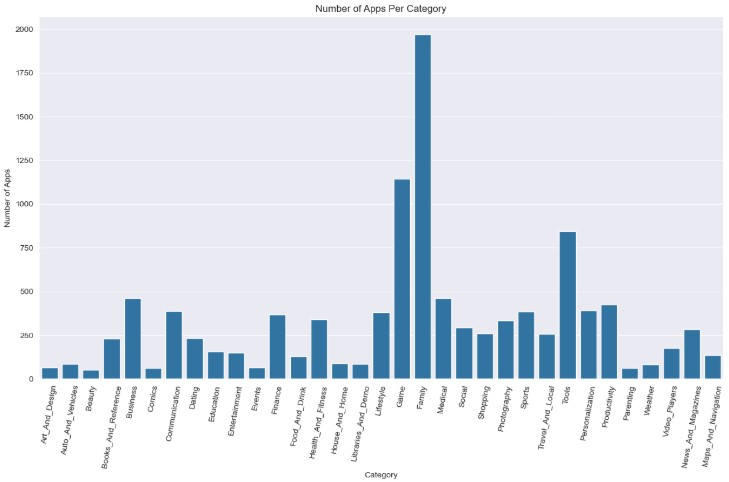 Number of Apps Per Category
2000
1750
1500
1250
1000
750
500
250
0
Number of Apps
Art_And_Design
Auto_And_Vehicles
Beauty
Books_And_Reference
Business
Comics
Communication
Dating
Education
Entertainment
Events
Finance
Food_And_Drink
Health_And_Fitness
House_And_Home
Libraries_And_Demo
Lifestyle
Game
Family
Medical
Social
Shopping
Photography
Sports
Travel_And_Local
Tools
Personalization
Productivity
Parenting
Weather
Video_Players
News_And_Magazines
Maps_And_Navigation
Category